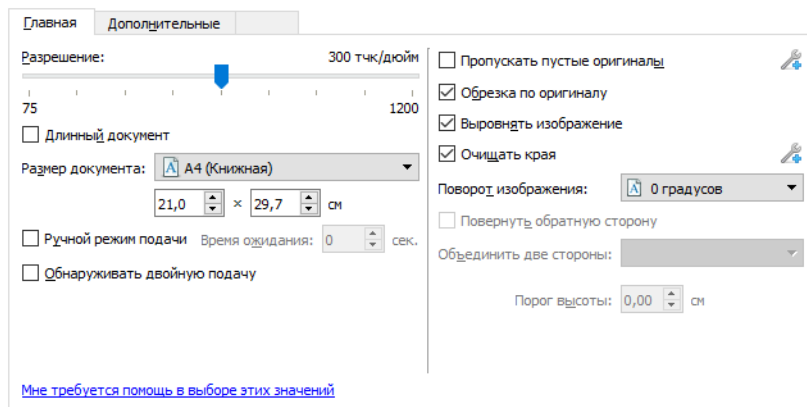 Главная
Дополнительные
Разрешение:
300 тчк/дюйм
75
1200
Длинный документ
Размер документа:
A4 (Книжная)
21,0 × 29,7 см
Ручной режим подачи
Время ожидания: 0 сек.
Обнаруживать двойную подачу
Мне требуется помощь в выборе этих значений
Пропускать пустые оригиналы
Обрезка по оригиналу
Выровнять изображение
Очищать края
Поворот изображения:
0 градусов
Повернуть обратную сторону
Объединить две стороны:
Порог высоты: 0,00 см